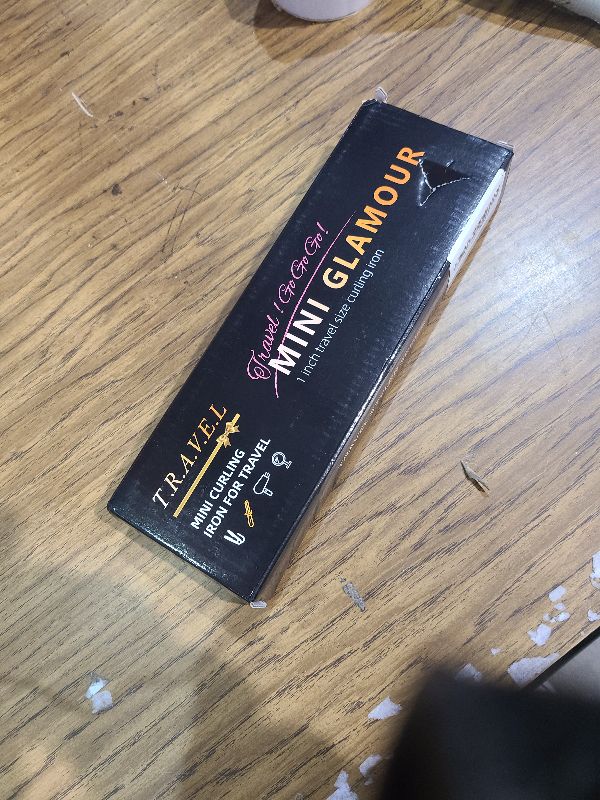 Travel ! Go Go Go!
MINI GLAMOUR
1 inch travel size curling iron
T.R.A.V.E.L
MINI CURLING
IRON FOR TRAVEL